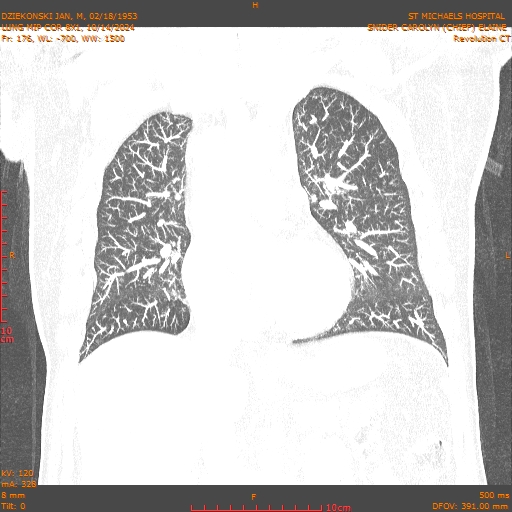 H
DZIEKONSKI JAN, M, 02/18/1953
ST MICHAELS HOSPITAL
LUNG MIP COR 8X1, 10/14/2024
SNIDER CAROLYN (CHIEF) ELAINE
Fr: 176, WL: -700, WW: 1500
Revolution CT
R
L
10
cm
kV: 120
mA: 328
8 mm
F
500 ms
Tilt: 0
10cm
DFOV: 391.00 mm